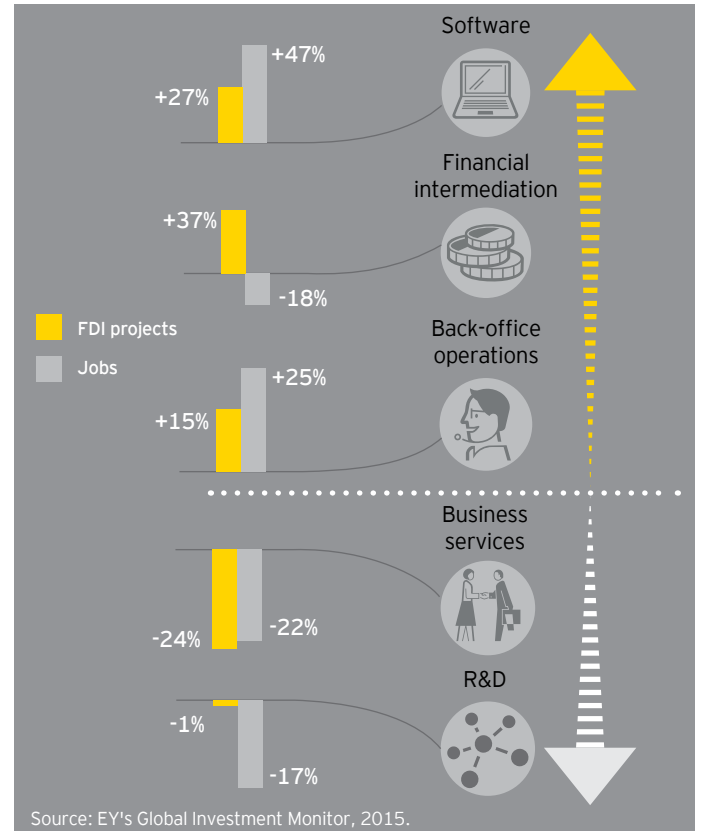 Software
+47%
+27%
Financial
intermediation
+37%
-18%
FDI projects
Jobs
Back-office
operations
+25%
+15%
Business
services
-24%
-22%
R&D
-1%
-17%
Source: EY's Global Investment Monitor, 2015.